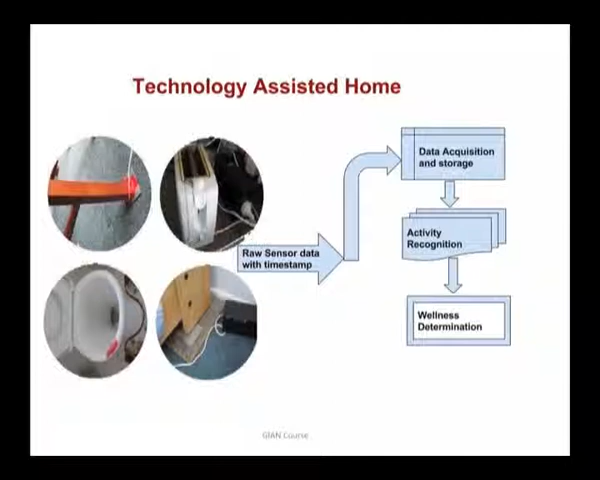 Technology Assisted Home
Data Acquisition
and storage
Activity
Recognition
Raw Sensor data
with timestamp
Wellness
Determination
GIAN Course